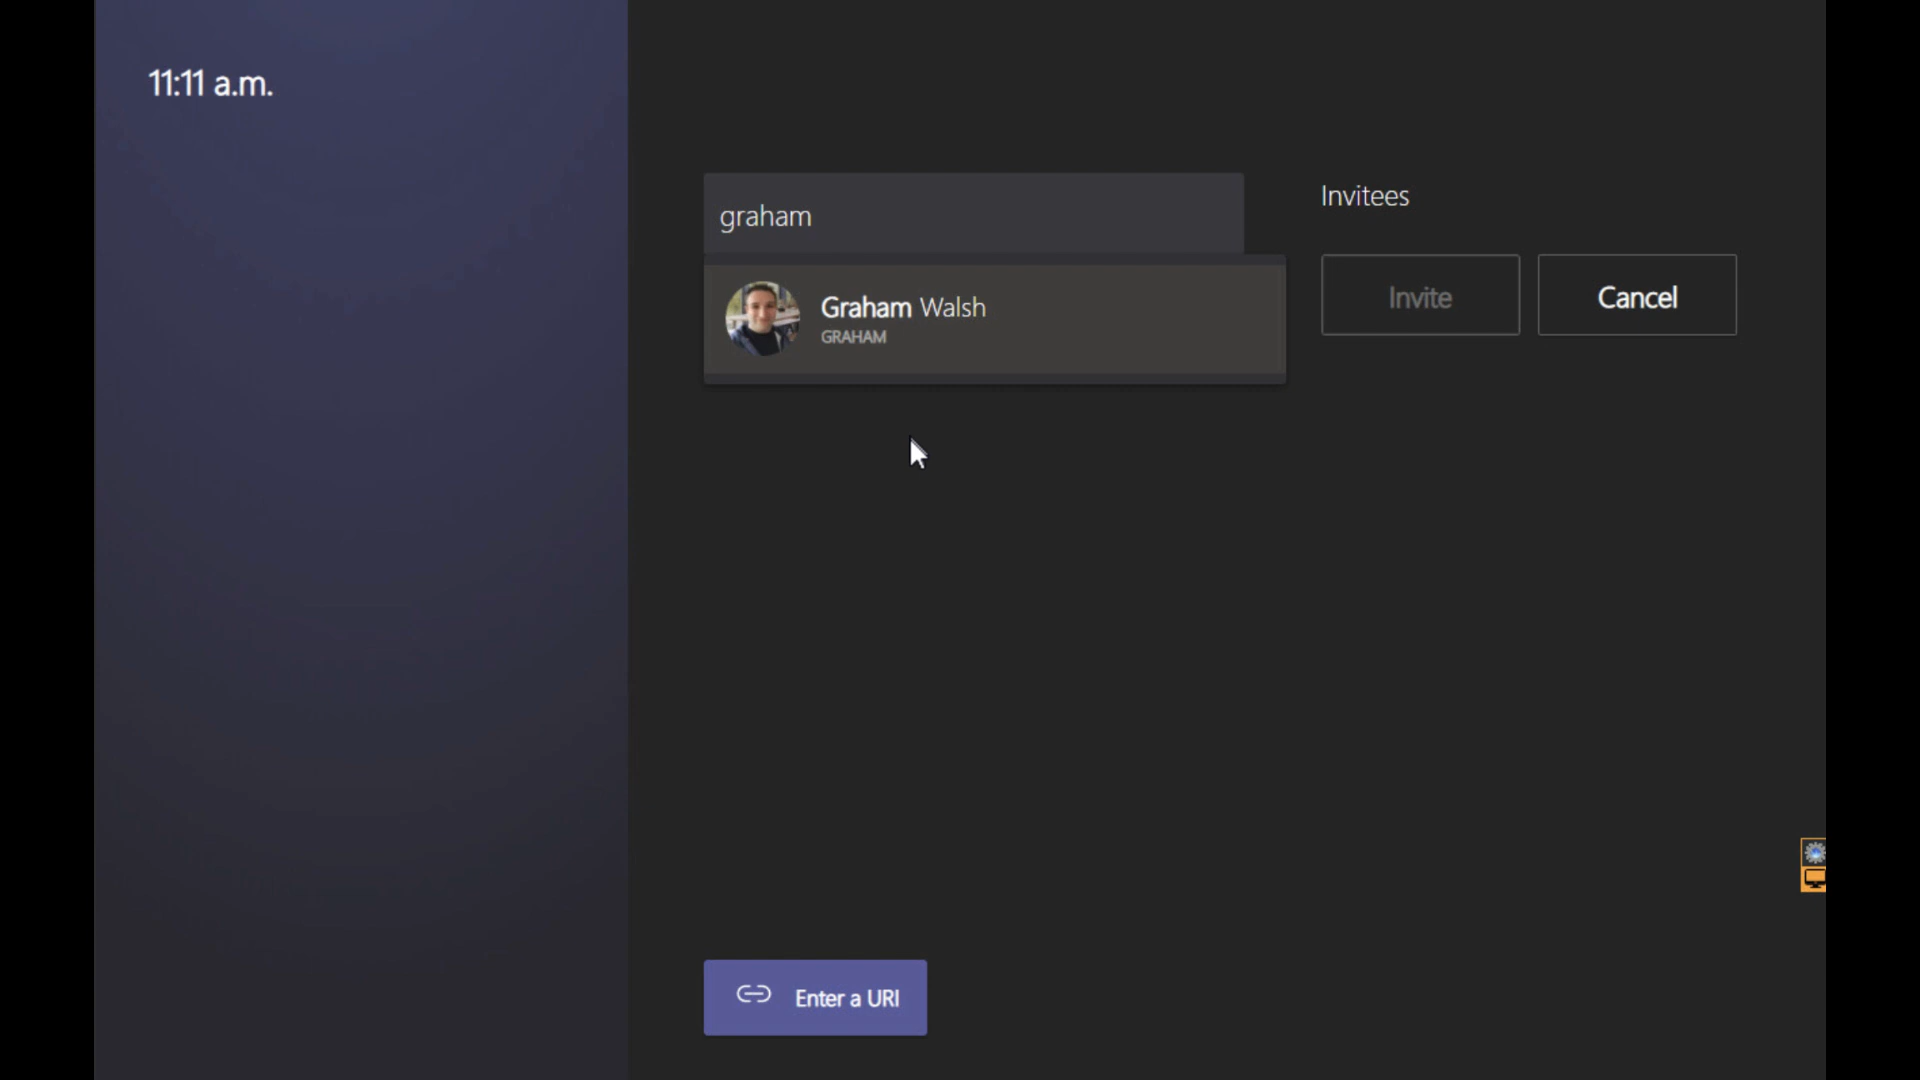 11:11 a.m.
graham
Graham Walsh
GRAHAM
Invitees
Invite
Cancel
Enter a URI